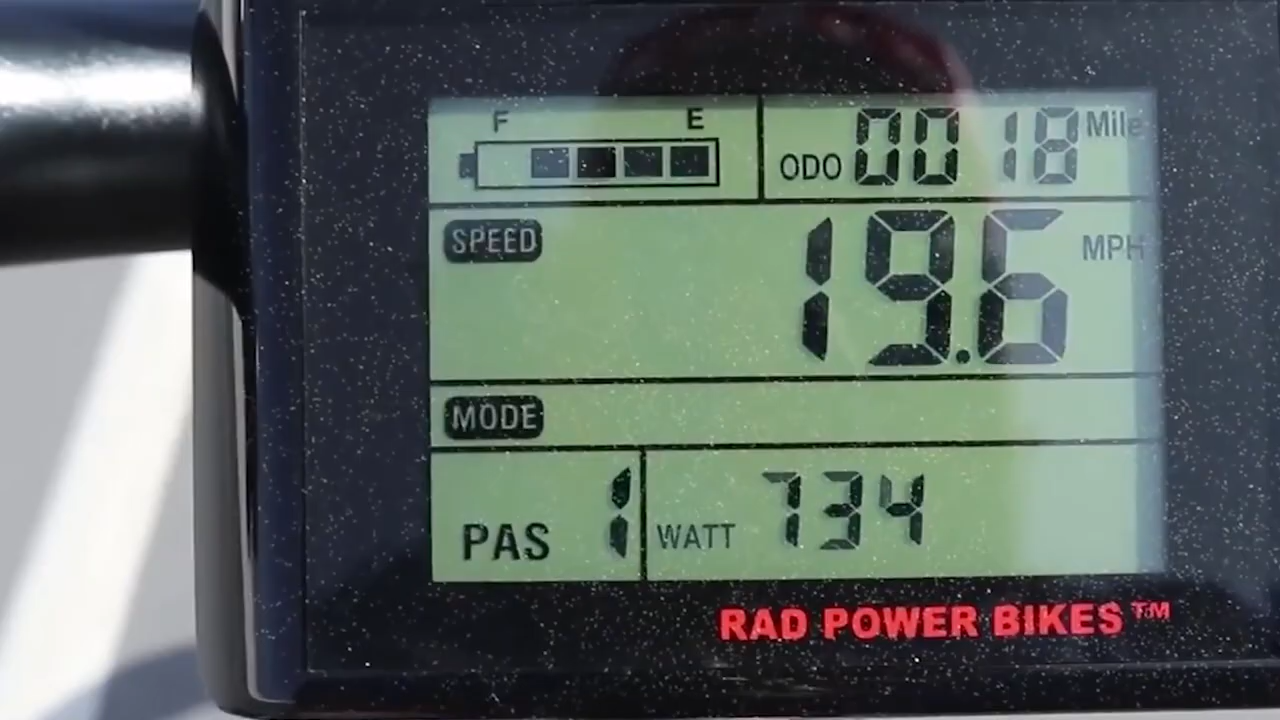 F E
ODO 0018 Mile
SPEED 19.6 MPH
MODE
PAS 1 WATT 734
RAD POWER BIKES™